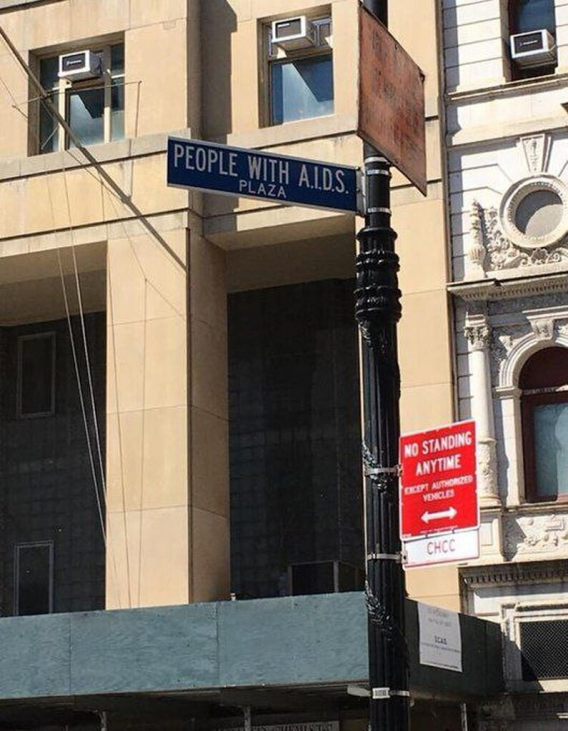 PEOPLE WITH A.I.D.S.
PLAZA
NO STANDING
ANYTIME
EXCEPT AUTHORIZED
VEHICLES
CHCC